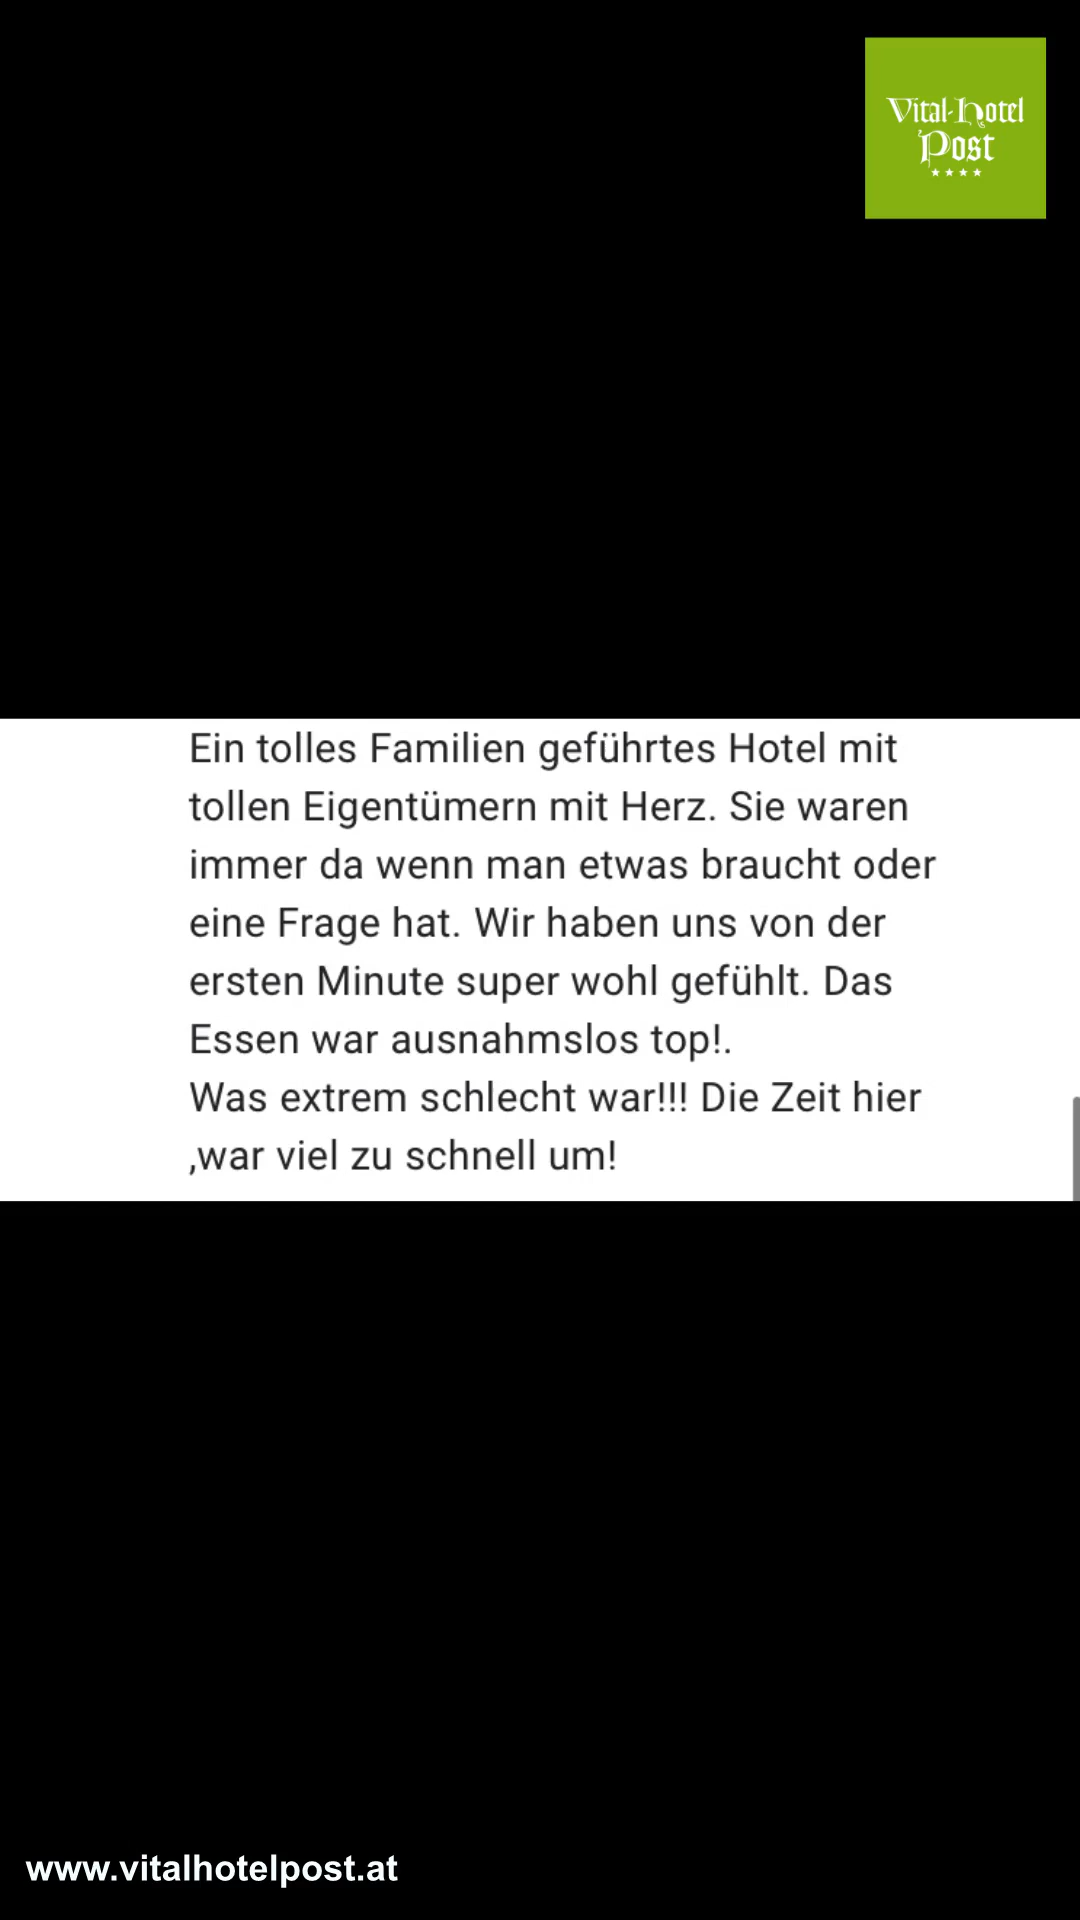 Vital-Hotel
Post
Ein tolles Familien geführtes Hotel mit
tollen Eigentümern mit Herz. Sie waren
immer da wenn man etwas braucht oder
eine Frage hat. Wir haben uns von der
ersten Minute super wohl gefühlt. Das
Essen war ausnahmslos top!.
Was extrem schlecht war!!! Die Zeit hier
,war viel zu schnell um!
www.vitalhotelpost.at